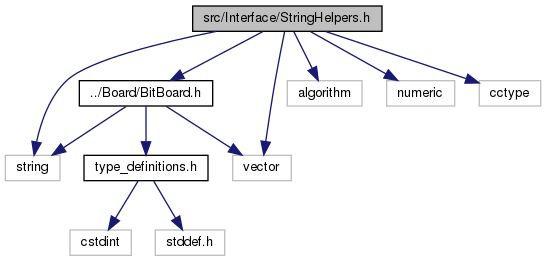 src/Interface/StringHelpers.h
../Board/BitBoard.h
algorithm
numeric
cctype
string
type_definitions.h
vector
cstdint
stddef.h